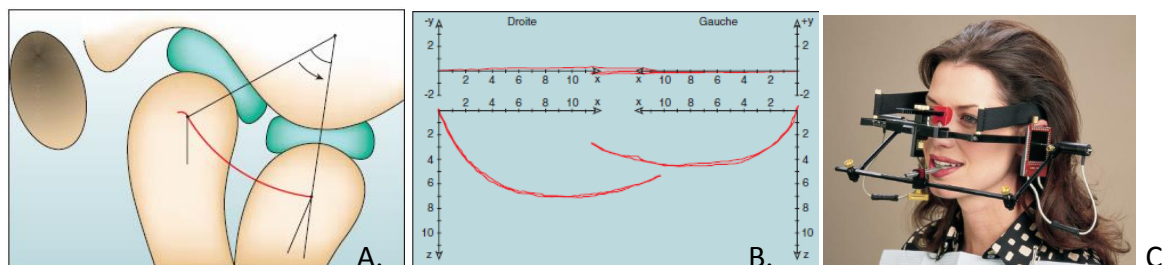 -y Droite Gauche +y
2 2
2 4 6 8 10 x x 10 8 6 4 2
-2 -2
x x
2 4 6 8 10 10 8 6 4 2
2 2
4 4
6 6
8 8
10 10
z z
A. B. C